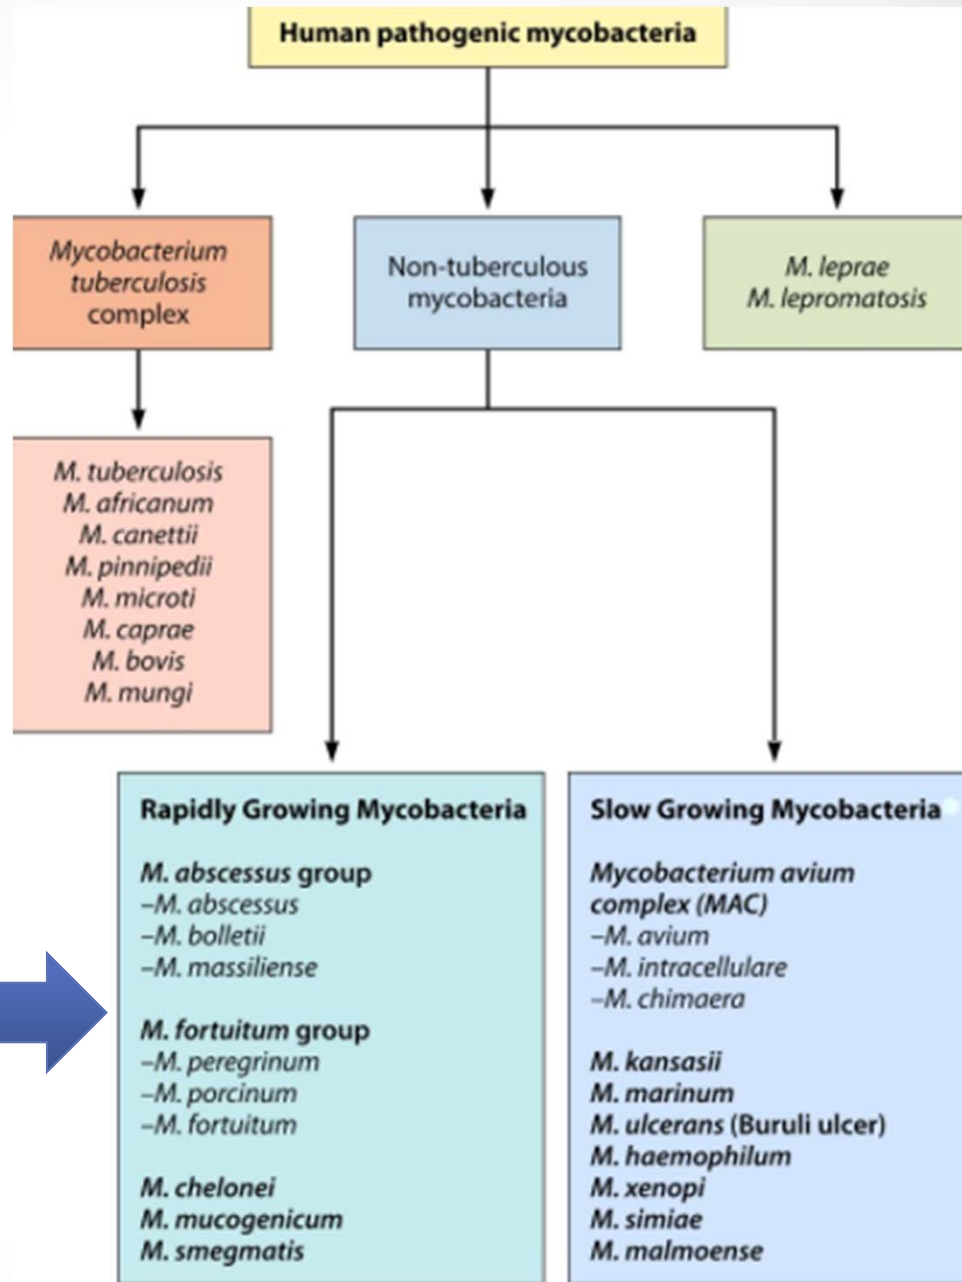 Human pathogenic mycobacteria
Mycobacterium
tuberculosis
complex
Non-tuberculous
mycobacteria
M. leprae
M. lepromatosis
M. tuberculosis
M. africanum
M. canettii
M. pinnipedii
M. microti
M. caprae
M. bovis
M. mungi
Rapidly Growing Mycobacteria
M. abscessus group
–M. abscessus
–M. bolletii
–M. massiliense
M. fortuitum group
–M. peregrinum
–M. porcinum
–M. fortuitum
M. chelonei
M. mucogenicum
M. smegmatis
Slow Growing Mycobacteria
Mycobacterium avium
complex (MAC)
–M. avium
–M. intracellulare
–M. chimaera
M. kansasii
M. marinum
M. ulcerans (Buruli ulcer)
M. haemophilum
M. xenopi
M. simiae
M. malmoense